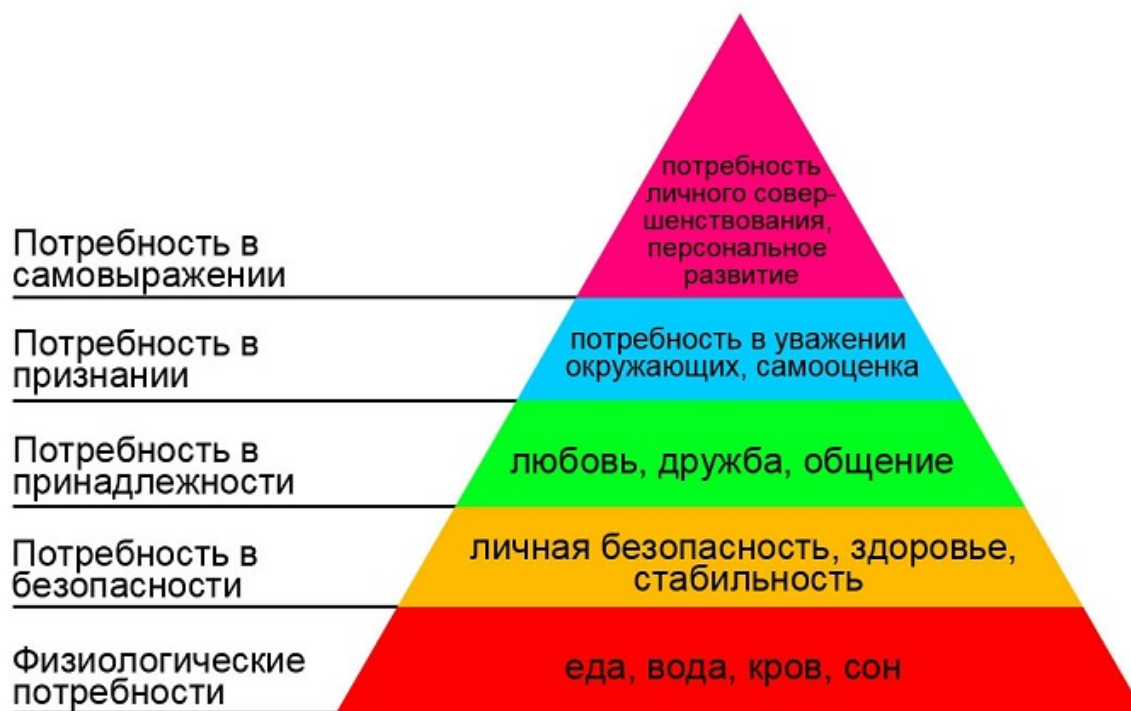 потребность
личного совер-
шенствования,
персональное
развитие
Потребность в
самовыражении
потребность в уважении
окружающих, самооценка
Потребность в
признании
любовь, дружба, общение
Потребность в
принадлежности
личная безопасность, здоровье,
стабильность
Потребность в
безопасности
еда, вода, кров, сон
Физиологические
потребности